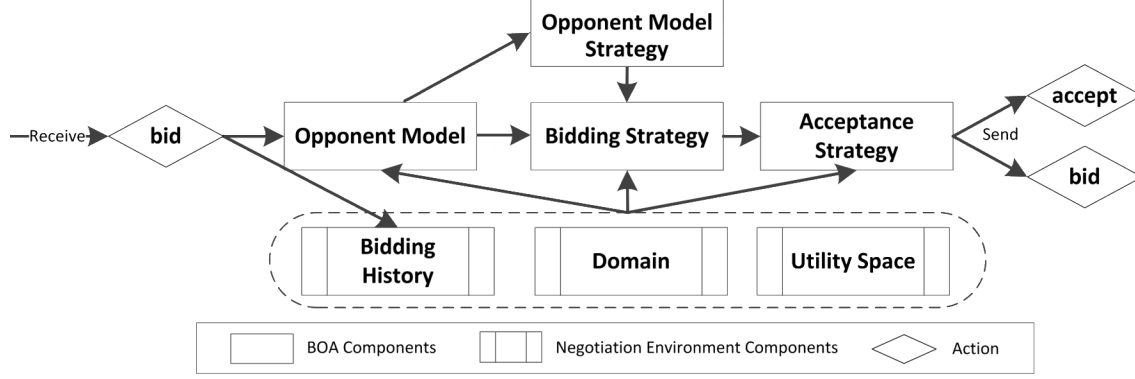 Opponent Model
Strategy
Receive
bid
Opponent Model
Bidding Strategy
Acceptance
Strategy
accept
Send
bid
Bidding
History
Domain
Utility Space
BOA Components
Negotiation Environment Components
Action